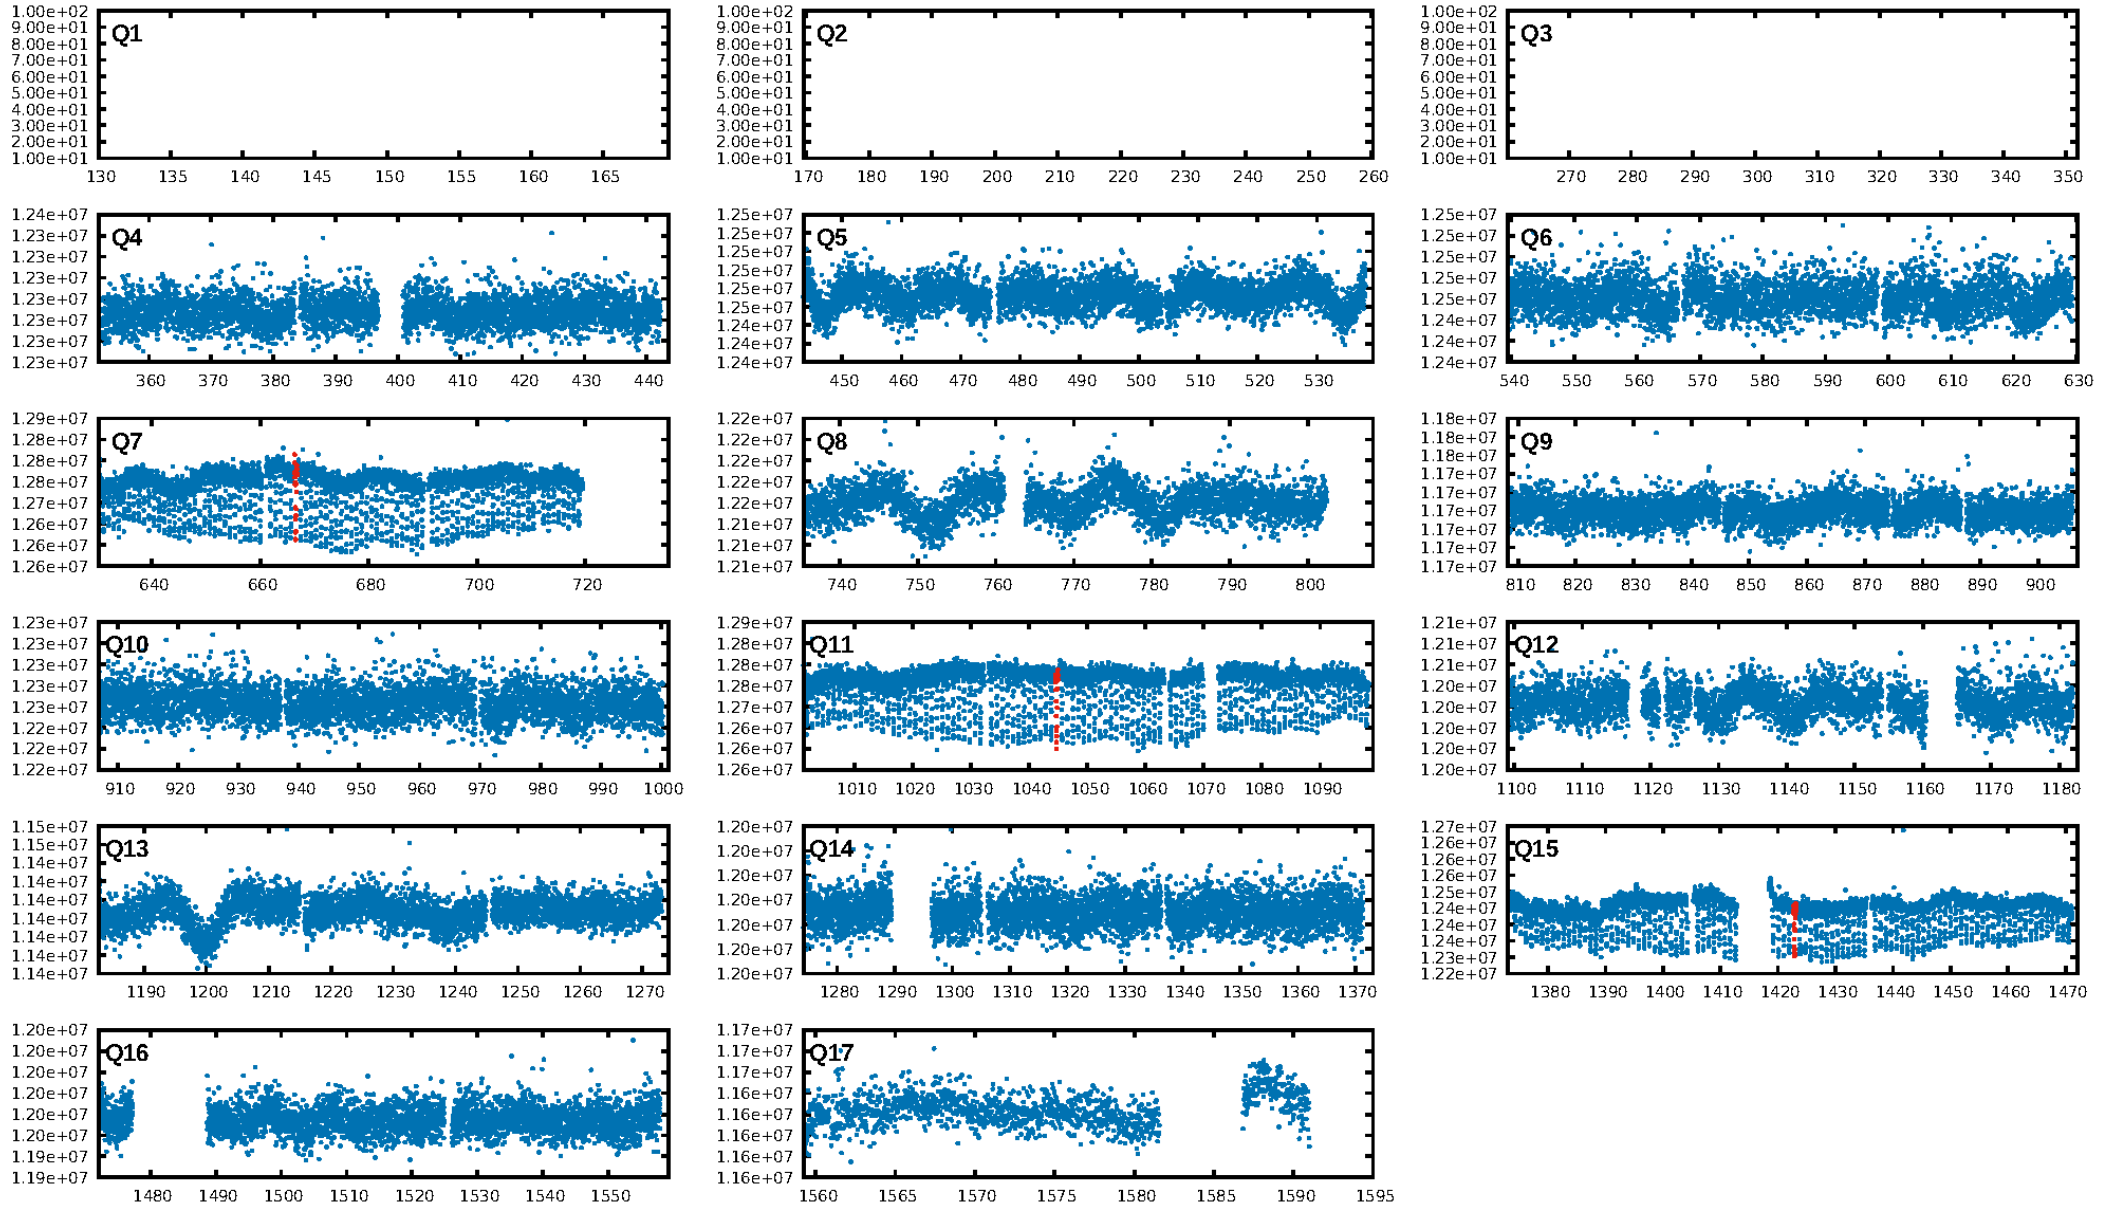 1.00e+02 9.00e+01 8.00e+01 7.00e+01 6.00e+01 5.00e+01 4.00e+01 3.00e+01 2.00e+01 1.00e+01
Q1
130 135 140 145 150 155 160 165
1.00e+02 9.00e+01 8.00e+01 7.00e+01 6.00e+01 5.00e+01 4.00e+01 3.00e+01 2.00e+01 1.00e+01
Q2
170 183 190 200 210 220 230 240 250 260
1.00e+02 9.00e+01 8.00e+01 7.00e+01 6.00e+01 5.00e+01 4.00e+01 3.00e+01 2.00e+01 1.00e+01
Q3
270 280 290 300 310 320 330 340 350
1.24e+07 1.23e+07 1.23e+07 1.23e+07 1.23e+07 1.23e+07 1.23e+07 1.23e+07
Q4
360 370 380 390 400 410 420 430 440
1.25e+07 1.25e+07 1.25e+07 1.25e+07 1.25e+07 1.25e+07 1.24e+07 1.24e+07 1.24e+07
Q5
450 460 470 480 490 500 510 520 530
1.25e+07 1.25e+07 1.25e+07 1.25e+07 1.25e+07 1.24e+07 1.24e+07 1.24e+07
Q6
540 550 560 570 580 590 600 610 620 630
1.29e+07 1.28e+07 1.28e+07 1.28e+07 1.27e+07 1.26e+07 1.26e+07 1.26e+07
Q7
640 660 680 700 720
1.22e+07 1.22e+07 1.22e+07 1.22e+07 1.22e+07 1.21e+07 1.21e+07 1.21e+07
Q8
740 750 760 770 780 790 800
1.18e+07 1.18e+07 1.18e+07 1.17e+07 1.17e+07 1.17e+07 1.17e+07 1.17e+07 1.17e+07
Q9
810 820 830 840 850 860 870 880 890 900
1.23e+07 1.23e+07 1.23e+07 1.23e+07 1.23e+07 1.22e+07 1.22e+07 1.22e+07
Q10
910 920 930 940 950 960 970 980 990 1000
1.29e+07 1.28e+07 1.28e+07 1.28e+07 1.27e+07 1.26e+07 1.26e+07 1.26e+07
Q11
1010 1020 1030 1040 1050 1060 1070 1080 1090
1.21e+07 1.21e+07 1.21e+07 1.20e+07 1.20e+07 1.20e+07 1.20e+07 1.20e+07
Q12
1100 1110 1120 1130 1140 1150 1160 1170 1180
1.15e+07 1.15e+07 1.14e+07 1.14e+07 1.14e+07 1.14e+07 1.14e+07 1.14e+07 1.14e+07
Q13
1190 1200 1210 1220 1230 1240 1250 1260 1270
1.20e+07 1.20e+07 1.20e+07 1.20e+07 1.20e+07 1.20e+07 1.20e+07
Q14
1280 1290 1300 1310 1320 1330 1340 1350 1360 1370
1.27e+07 1.26e+07 1.26e+07 1.25e+07 1.25e+07 1.24e+07 1.24e+07 1.24e+07 1.23e+07 1.22e+07
Q15
1380 1390 1400 1410 1420 1430 1440 1450 1460 1470
1.20e+07 1.20e+07 1.20e+07 1.20e+07 1.20e+07 1.20e+07 1.19e+07 1.19e+07
Q16
1480 1490 1500 1510 1520 1530 1540 1550
1.17e+07 1.17e+07 1.16e+07 1.16e+07 1.16e+07 1.16e+07 1.16e+07 1.16e+07
Q17
1560 1565 1570 1575 1580 1585 1590 1595